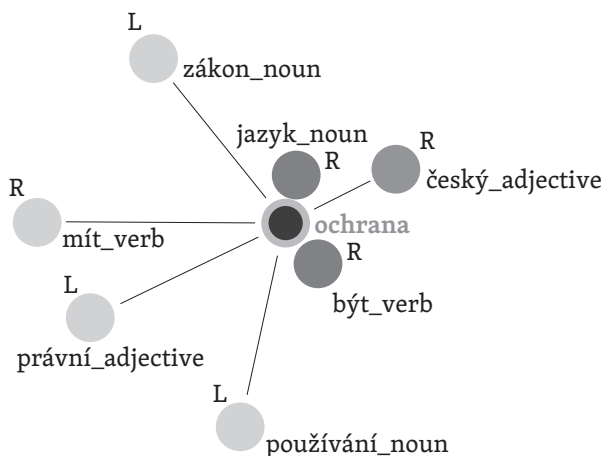 L
zákon_noun
jazyk_noun
R
R
český_adjective
R
mít_verb
ochrana
R
být_verb
L
právní_adjective
L
používání_noun